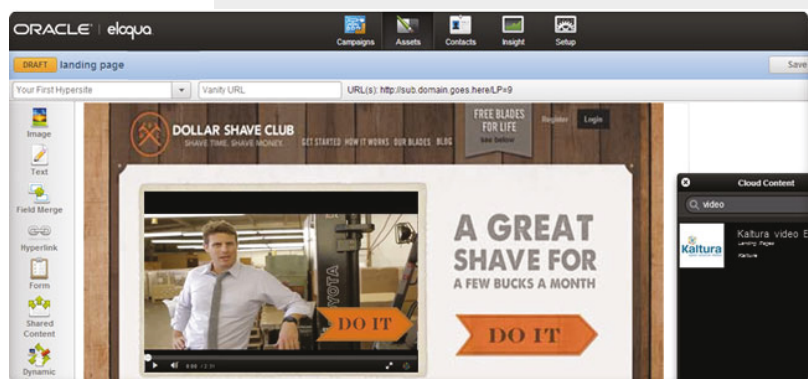 ORACLE | eloqua
Campaigns
Assets
Contacts
Insight
Setup
DRAFT landing page
Save
Your First Hypersite
Vanity URL
URL(s): http://sub.domain.goes.here/LP=9
Image
Text
Field Merge
Hyperlink
Form
Shared
Content
Dynamic
DOLLAR SHAVE CLUB
SHAVE TIME. SHAVE MONEY.
GET STARTED HOW IT WORKS OUR BLADES BLOG
FREE BLADES
FOR LIFE
see below
Register
Login
TOYOTA
DO IT
A GREAT
SHAVE FOR
A FEW BUCKS A MONTH
DO IT
Cloud Content
video
Kaltura
Kaltura video E
Landing Pages
Kaltura